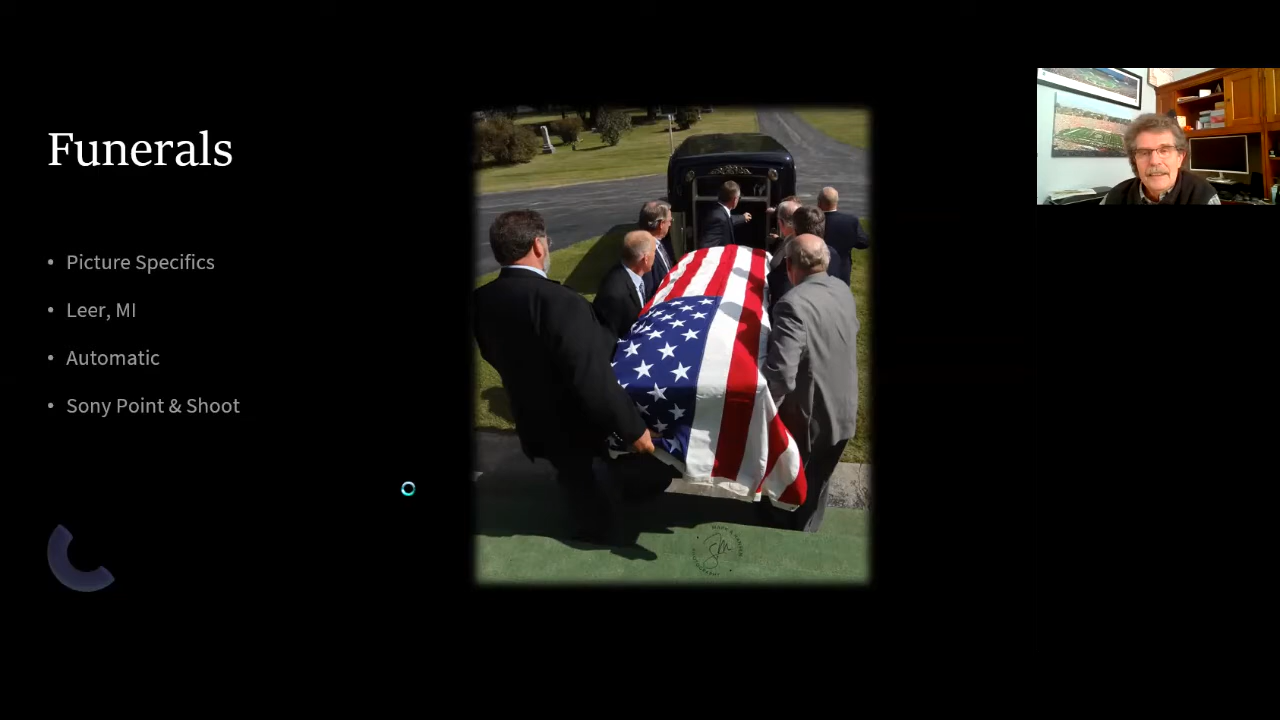 Funerals
• Picture Specifics
• Leer, MI
• Automatic
• Sony Point & Shoot